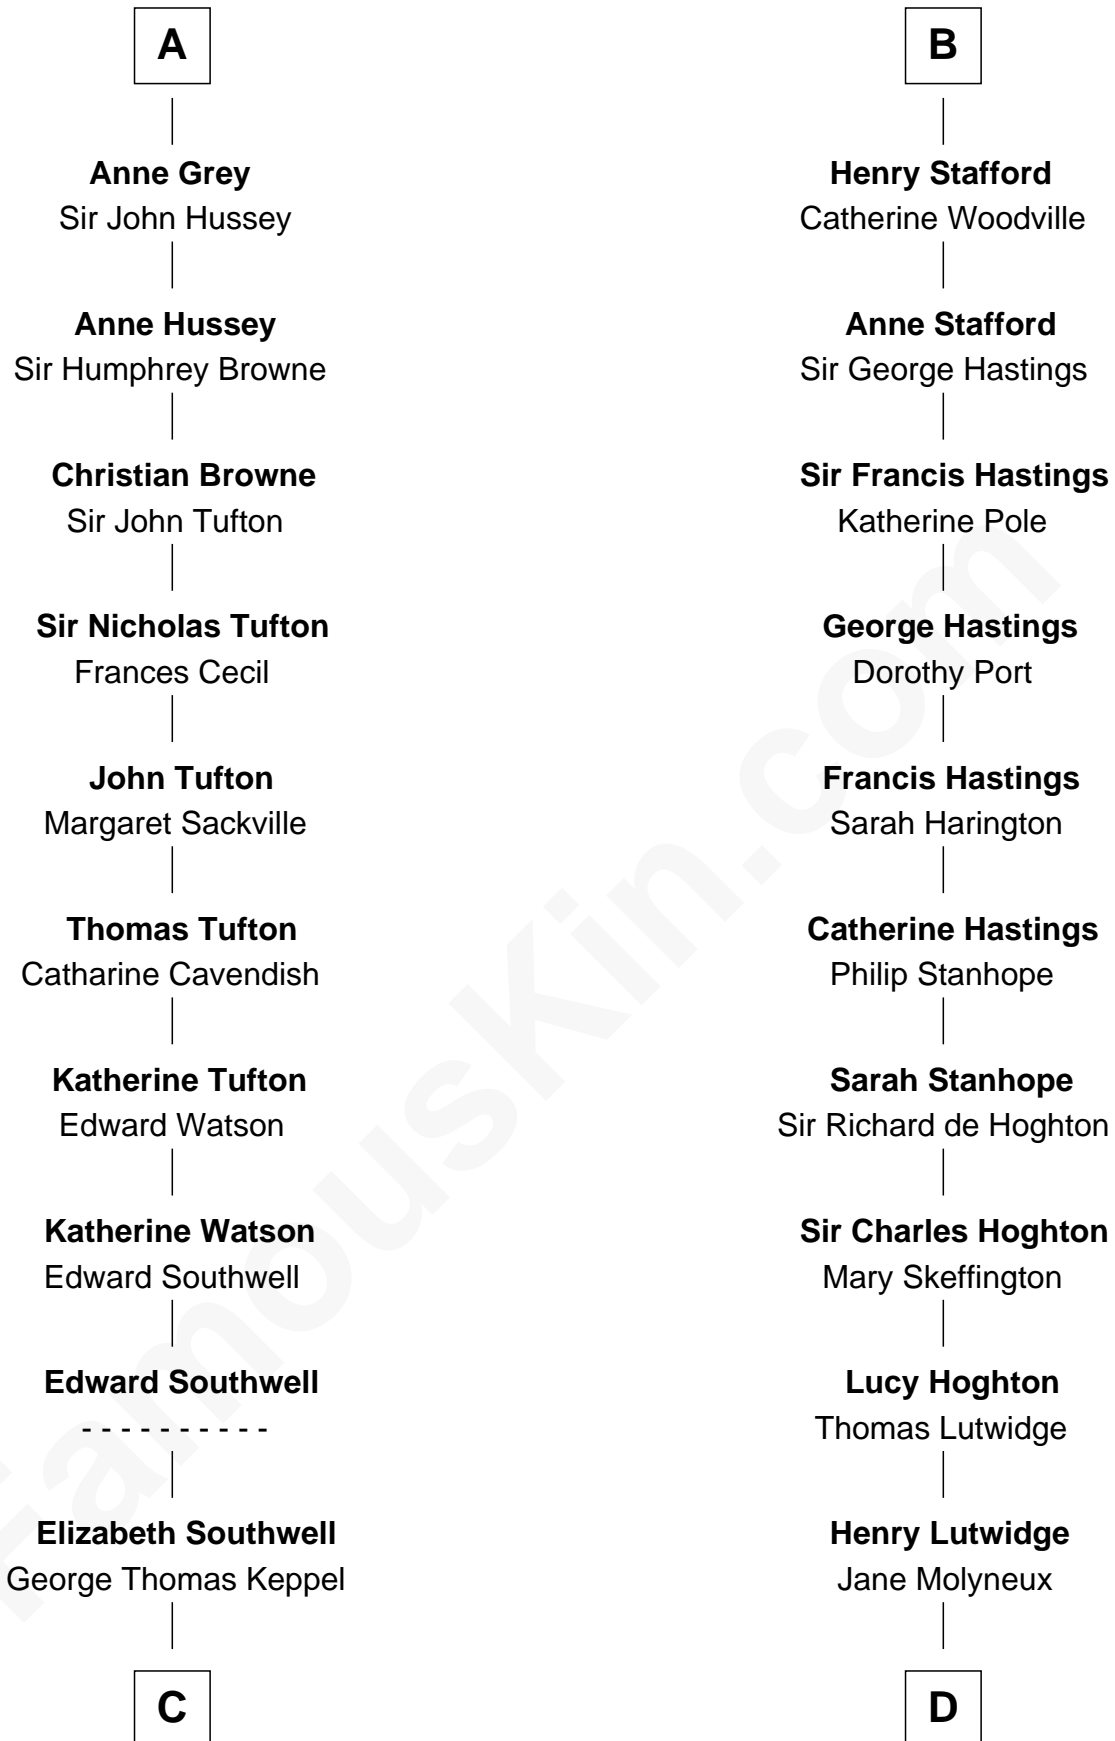 A
Anne Grey
Sir John Hussey
Anne Hussey
Sir Humphrey Browne
Christian Browne
Sir John Tufton
Sir Nicholas Tufton
Frances Cecil
John Tufton
Margaret Sackville
Thomas Tufton
Catharine Cavendish
Katherine Tufton
Edward Watson
Katherine Watson
Edward Southwell
Edward Southwell
- - - - - - - - - -
Elizabeth Southwell
George Thomas Keppel
C
B
Henry Stafford
Catherine Woodville
Anne Stafford
Sir George Hastings
Sir Francis Hastings
Katherine Pole
George Hastings
Dorothy Port
Francis Hastings
Sarah Harington
Catherine Hastings
Philip Stanhope
Sarah Stanhope
Sir Richard de Hoghton
Sir Charles Hoghton
Mary Skeffington
Lucy Hoghton
Thomas Lutwidge
Henry Lutwidge
Jane Molyneux
D
FamousKin.com